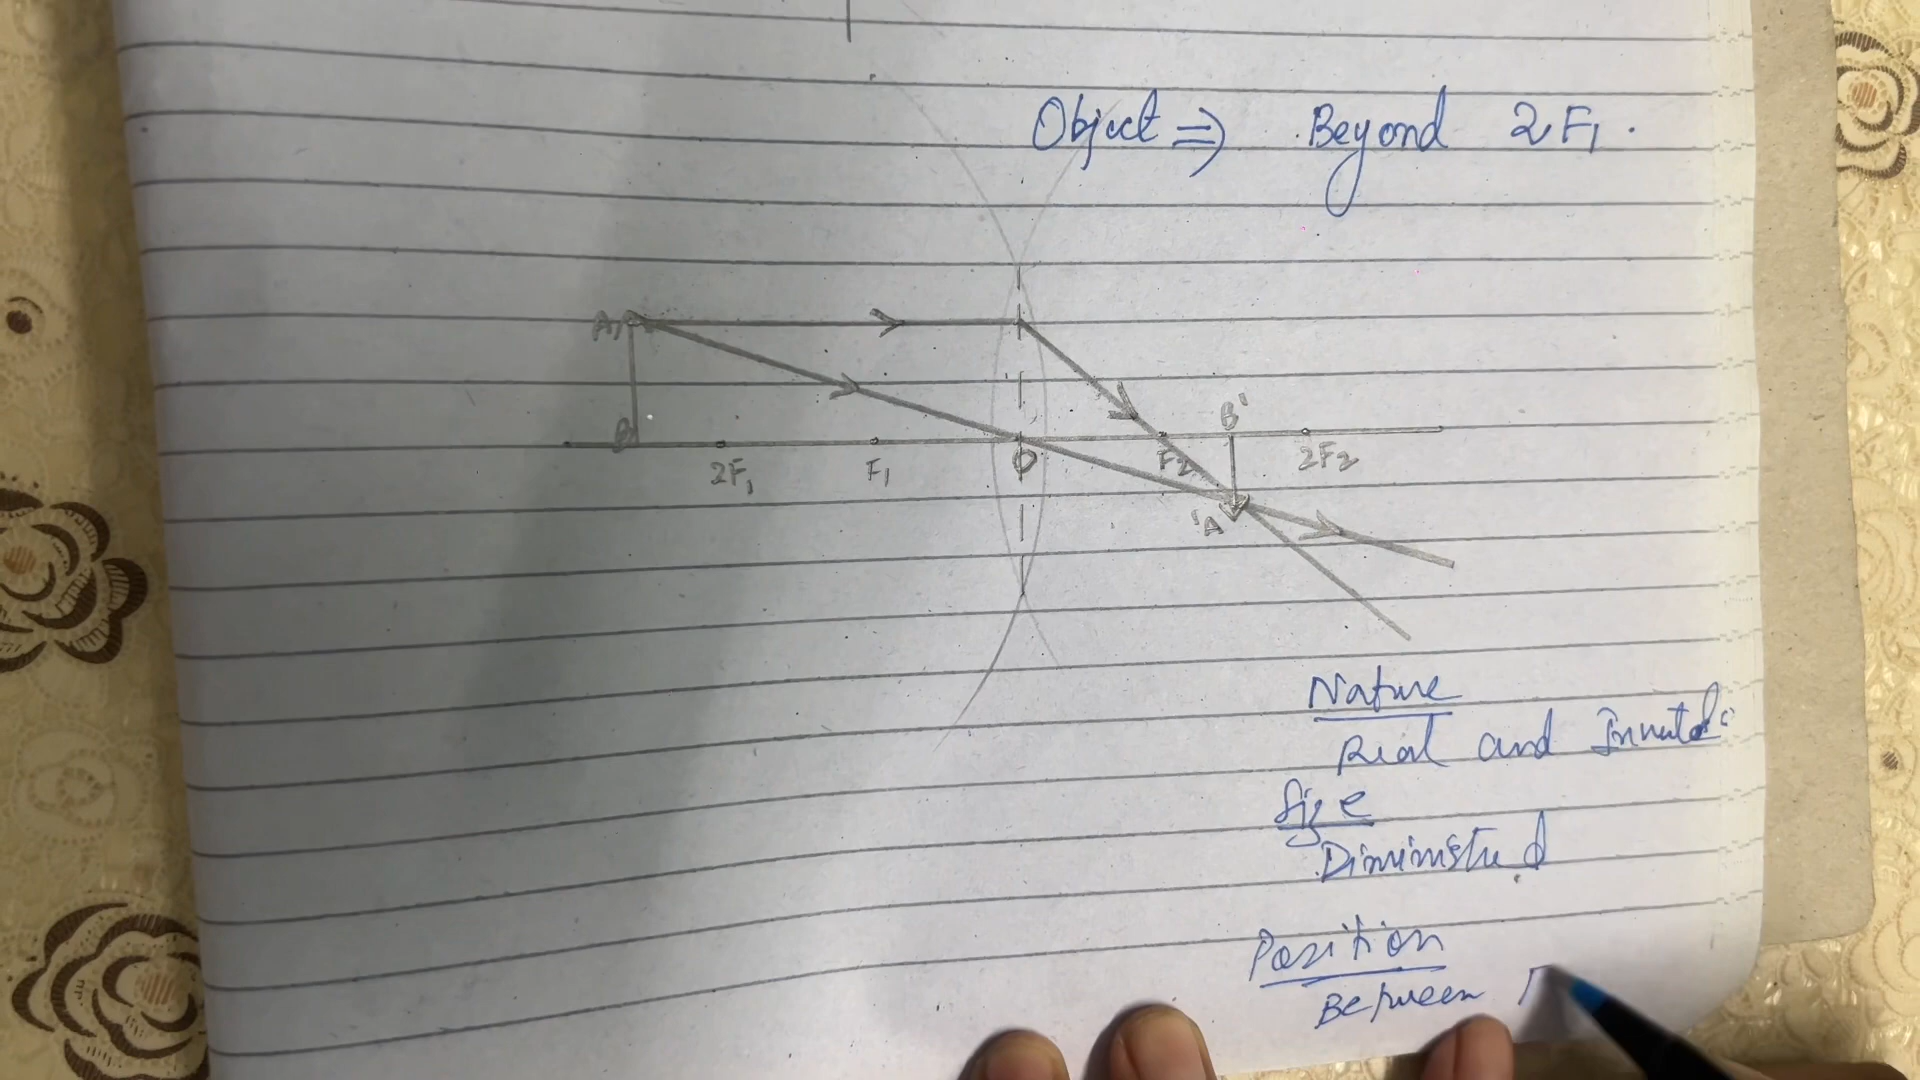 Object ⇒ Beyond 2F₁.
A
B'
B
2F₁ F₁ O F₂ 2F₂
'A
Nature
Real and Inverted
Size
Diminished
Position
Between